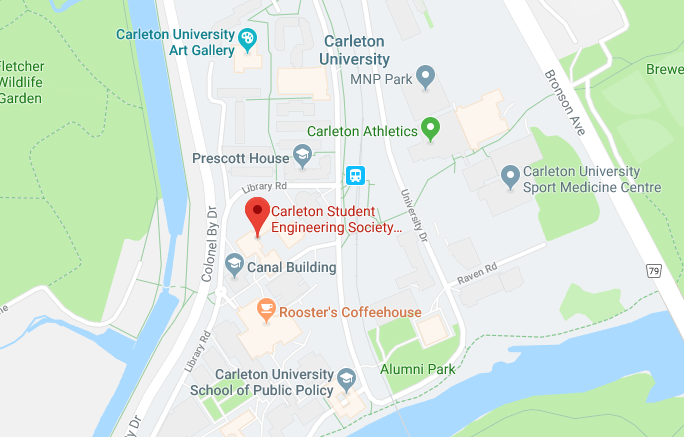 Carleton University
Art Gallery
Carleton
University
MNP Park
Fletcher
Wildlife
Garden
Bronson Ave
Carleton Athletics
Prescott House
Carleton University
Sport Medicine Centre
Library Rd
University Dr
Carleton Student
Engineering Society...
Colonel By Dr
Canal Building
Raven Rd
79
Rooster's Coffeehouse
Library Rd
Alumni Park
Carleton University
School of Public Policy
By Dr